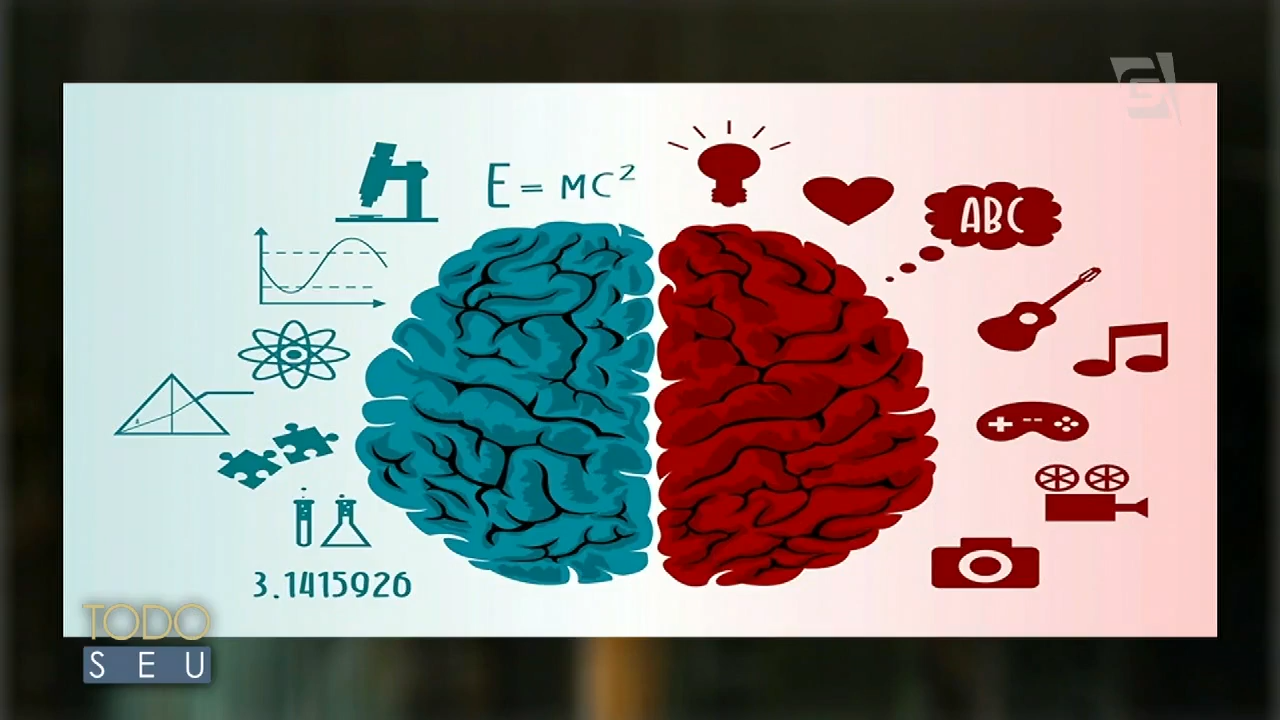 E = MC²
ABC
3.1415926
TODO
SEU